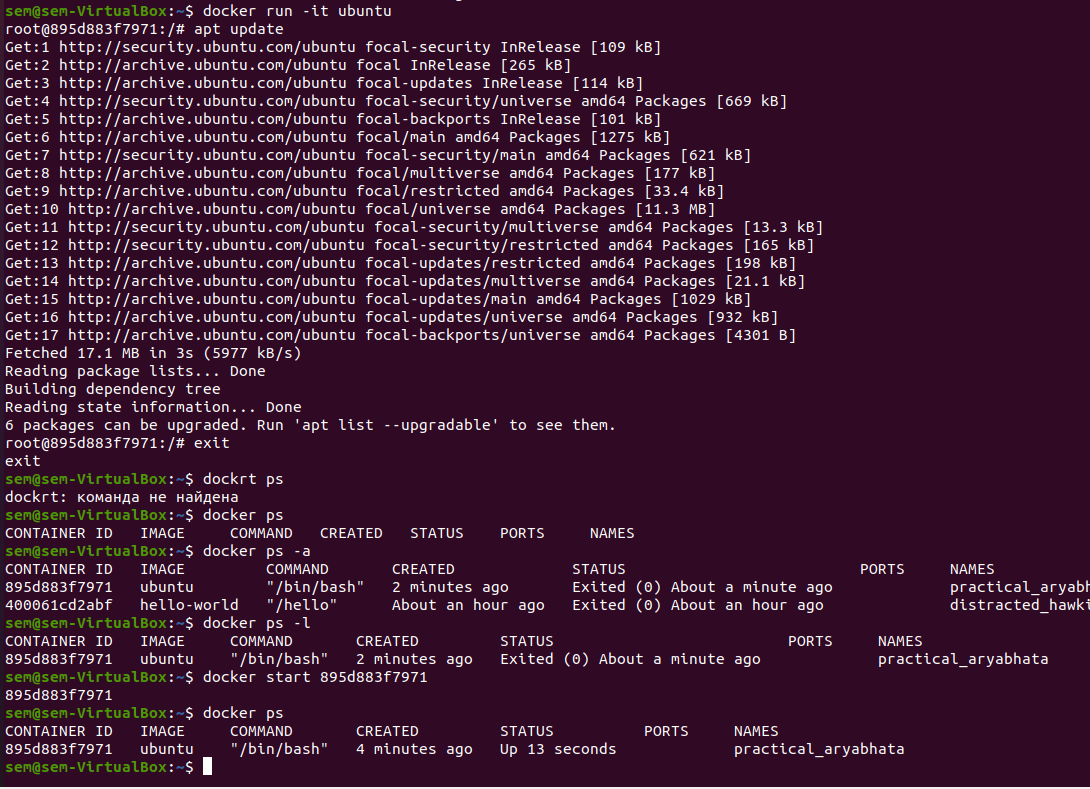 sem@sem-VirtualBox:~$ docker run -it ubuntu
root@895d883f7971:/# apt update
Get:1 http://security.ubuntu.com/ubuntu focal-security InRelease [109 kB]
Get:2 http://archive.ubuntu.com/ubuntu focal InRelease [265 kB]
Get:3 http://archive.ubuntu.com/ubuntu focal-updates InRelease [114 kB]
Get:4 http://security.ubuntu.com/ubuntu focal-security/universe amd64 Packages [669 kB]
Get:5 http://archive.ubuntu.com/ubuntu focal-backports InRelease [101 kB]
Get:6 http://archive.ubuntu.com/ubuntu focal/main amd64 Packages [1275 kB]
Get:7 http://security.ubuntu.com/ubuntu focal-security/main amd64 Packages [621 kB]
Get:8 http://archive.ubuntu.com/ubuntu focal/multiverse amd64 Packages [177 kB]
Get:9 http://archive.ubuntu.com/ubuntu focal/restricted amd64 Packages [33.4 kB]
Get:10 http://archive.ubuntu.com/ubuntu focal/universe amd64 Packages [11.3 MB]
Get:11 http://security.ubuntu.com/ubuntu focal-security/multiverse amd64 Packages [13.3 kB]
Get:12 http://security.ubuntu.com/ubuntu focal-security/restricted amd64 Packages [165 kB]
Get:13 http://archive.ubuntu.com/ubuntu focal-updates/restricted amd64 Packages [198 kB]
Get:14 http://archive.ubuntu.com/ubuntu focal-updates/multiverse amd64 Packages [21.1 kB]
Get:15 http://archive.ubuntu.com/ubuntu focal-updates/main amd64 Packages [1029 kB]
Get:16 http://archive.ubuntu.com/ubuntu focal-updates/universe amd64 Packages [932 kB]
Get:17 http://archive.ubuntu.com/ubuntu focal-backports/universe amd64 Packages [4301 B]
Fetched 17.1 MB in 3s (5977 kB/s)
Reading package lists... Done
Building dependency tree
Reading state information... Done
6 packages can be upgraded. Run 'apt list --upgradable' to see them.
root@895d883f7971:/# exit
exit
sem@sem-VirtualBox:~$ dockrt ps
dockrt: команда не найдена
sem@sem-VirtualBox:~$ docker ps
CONTAINER ID   IMAGE     COMMAND   CREATED   STATUS    PORTS     NAMES
sem@sem-VirtualBox:~$ docker ps -a
CONTAINER ID   IMAGE         COMMAND       CREATED             STATUS                          PORTS     NAMES
895d883f7971   ubuntu        "/bin/bash"   2 minutes ago       Exited (0) About a minute ago             practical_aryabh
400061cd2abf   hello-world   "/hello"      About an hour ago   Exited (0) About an hour ago              distracted_hawki
sem@sem-VirtualBox:~$ docker ps -l
CONTAINER ID   IMAGE     COMMAND       CREATED         STATUS                          PORTS     NAMES
895d883f7971   ubuntu    "/bin/bash"   2 minutes ago   Exited (0) About a minute ago             practical_aryabhata
sem@sem-VirtualBox:~$ docker start 895d883f7971
895d883f7971
sem@sem-VirtualBox:~$ docker ps
CONTAINER ID   IMAGE     COMMAND       CREATED         STATUS          PORTS     NAMES
895d883f7971   ubuntu    "/bin/bash"   4 minutes ago   Up 13 seconds             practical_aryabhata
sem@sem-VirtualBox:~$